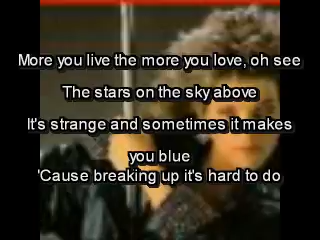 More you live the more you love, oh see
The stars on the sky above
It's strange and sometimes it makes
you blue
'Cause breaking up it's hard to do